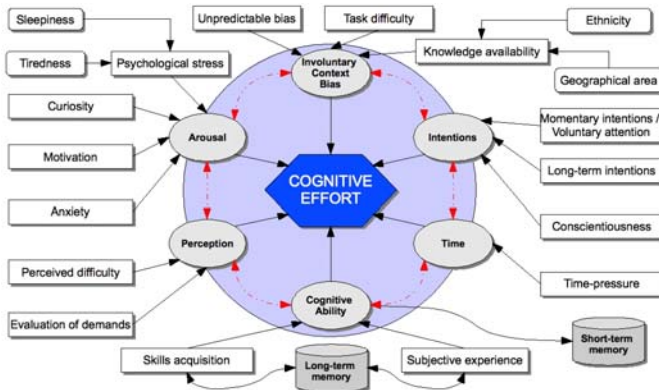 Sleepiness
Unpredictable bias
Task difficulty
Ethnicity
Tiredness
Psychological stress
Involuntary
Context
Bias
Knowledge availability
Geographical area
Curiosity
Arousal
Intentions
Momentary intentions /
Voluntary attention
Motivation
COGNITIVE
EFFORT
Long-term intentions
Anxiety
Conscientiousness
Perception
Time
Perceived difficulty
Cognitive
Ability
Time-pressure
Evaluation of demands
Skills acquisition
Long-term
memory
Subjective experience
Short-term
memory